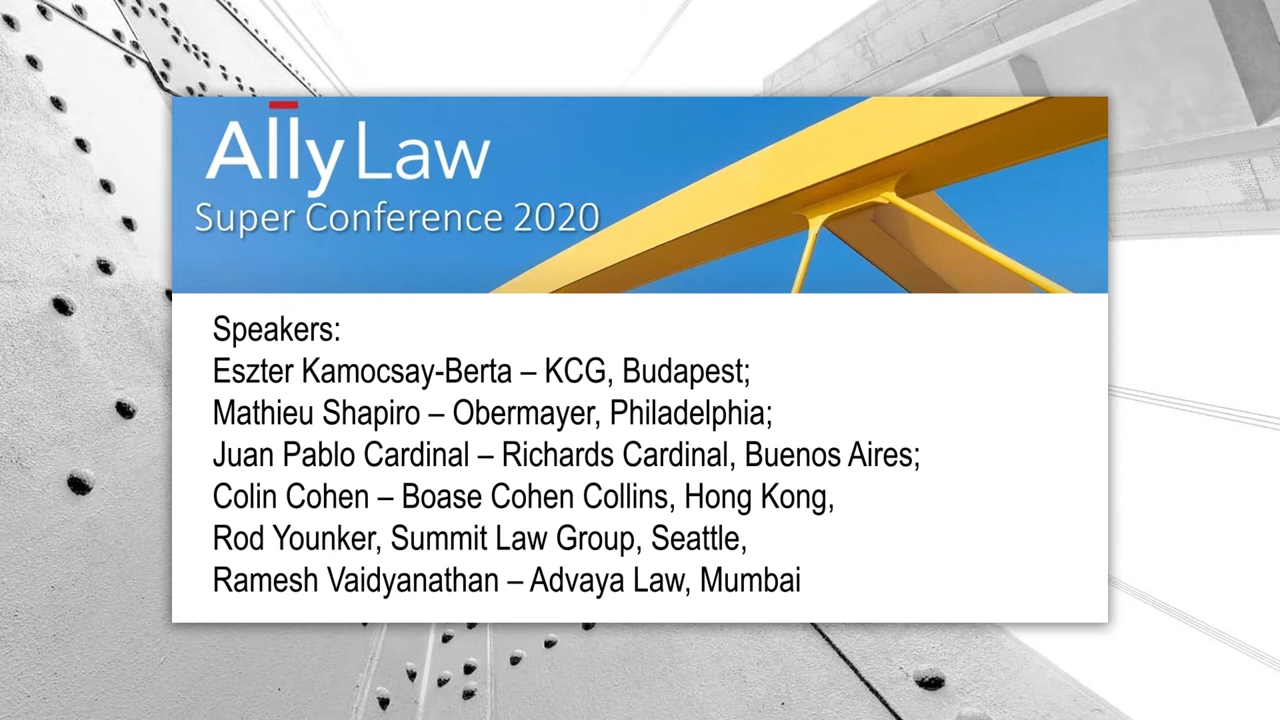 Ally Law
Super Conference 2020
Speakers:
Eszter Kamocsay-Berta – KCG, Budapest;
Mathieu Shapiro – Obermayer, Philadelphia;
Juan Pablo Cardinal – Richards Cardinal, Buenos Aires;
Colin Cohen – Boase Cohen Collins, Hong Kong,
Rod Younker, Summit Law Group, Seattle,
Ramesh Vaidyanathan – Advaya Law, Mumbai